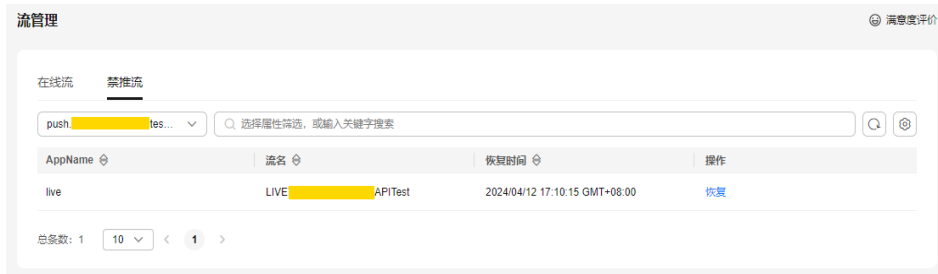 流管理 满意度评价
在线流 禁推流
push. tes... 选择属性筛选，或输入关键字搜索
AppName 流名 恢复时间 操作
live LIVE APITest 2024/04/12 17:10:15 GMT+08:00 恢复
总条数：1 10 < 1 >